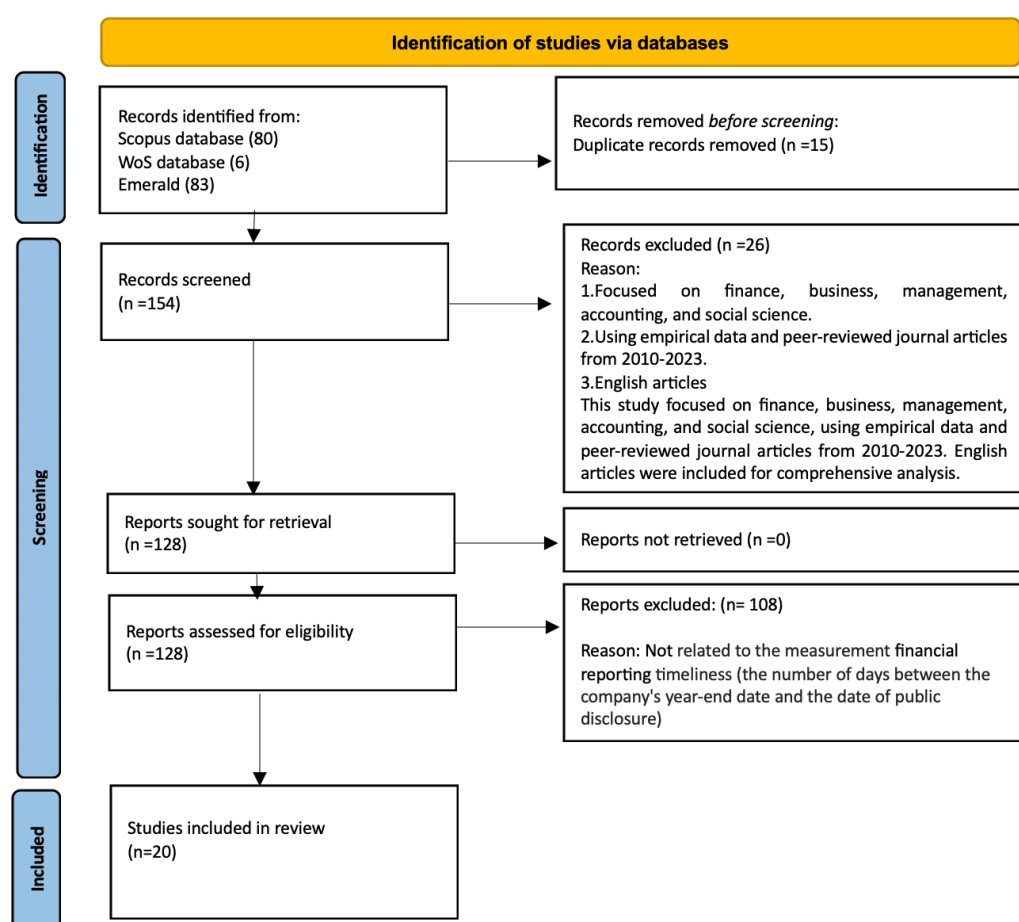 Identification of studies via databases
Identification
Records identified from:
Scopus database (80)
WoS database (6)
Emerald (83)
Records removed before screening:
Duplicate records removed (n =15)
Screening
Records screened
(n =154)
Records excluded (n =26)
Reason:
1.Focused on finance, business, management,
accounting, and social science.
2.Using empirical data and peer-reviewed journal articles
from 2010-2023.
3.English articles
This study focused on finance, business, management,
accounting, and social science, using empirical data and
peer-reviewed journal articles from 2010-2023. English
articles were included for comprehensive analysis.
Reports sought for retrieval
(n =128)
Reports not retrieved (n =0)
Reports assessed for eligibility
(n =128)
Reports excluded: (n= 108)
Reason: Not related to the measurement financial
reporting timeliness (the number of days between the
company's year-end date and the date of public
disclosure)
Included
Studies included in review
(n=20)